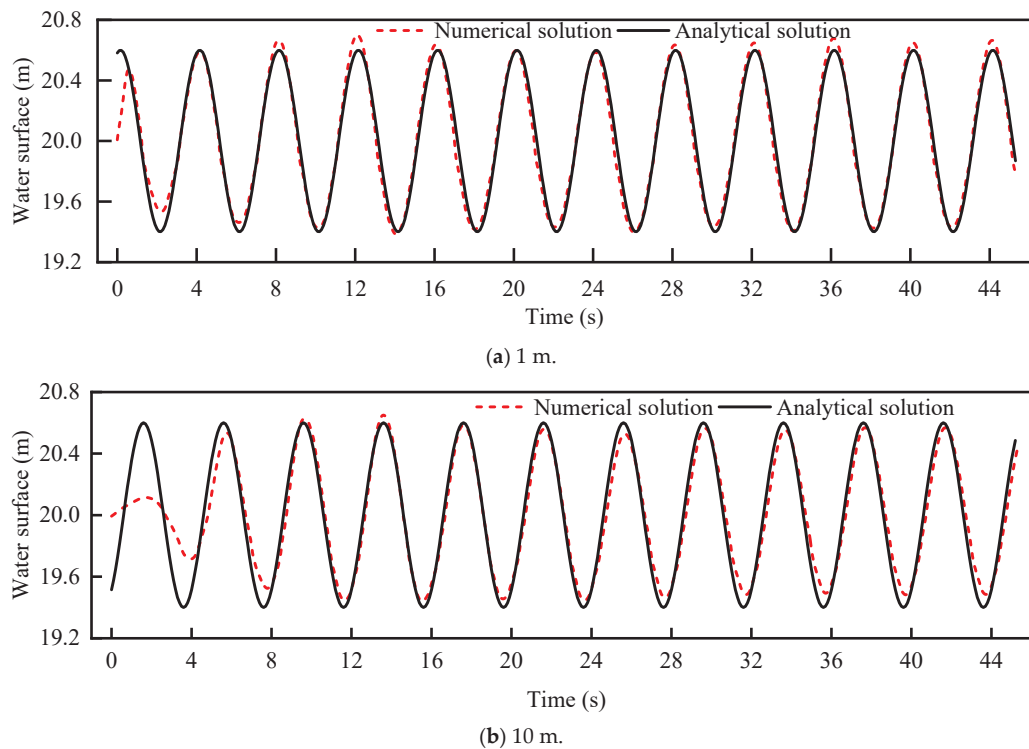 20.8
Numerical solution Analytical solution
20.4
20.0
19.6
19.2
Water surface (m)
0 4 8 12 16 20 24 28 32 36 40 44
Time (s)
(a) 1 m.
20.8
Numerical solution Analytical solution
20.4
20.0
19.6
19.2
Water surface (m)
0 4 8 12 16 20 24 28 32 36 40 44
Time (s)
(b) 10 m.